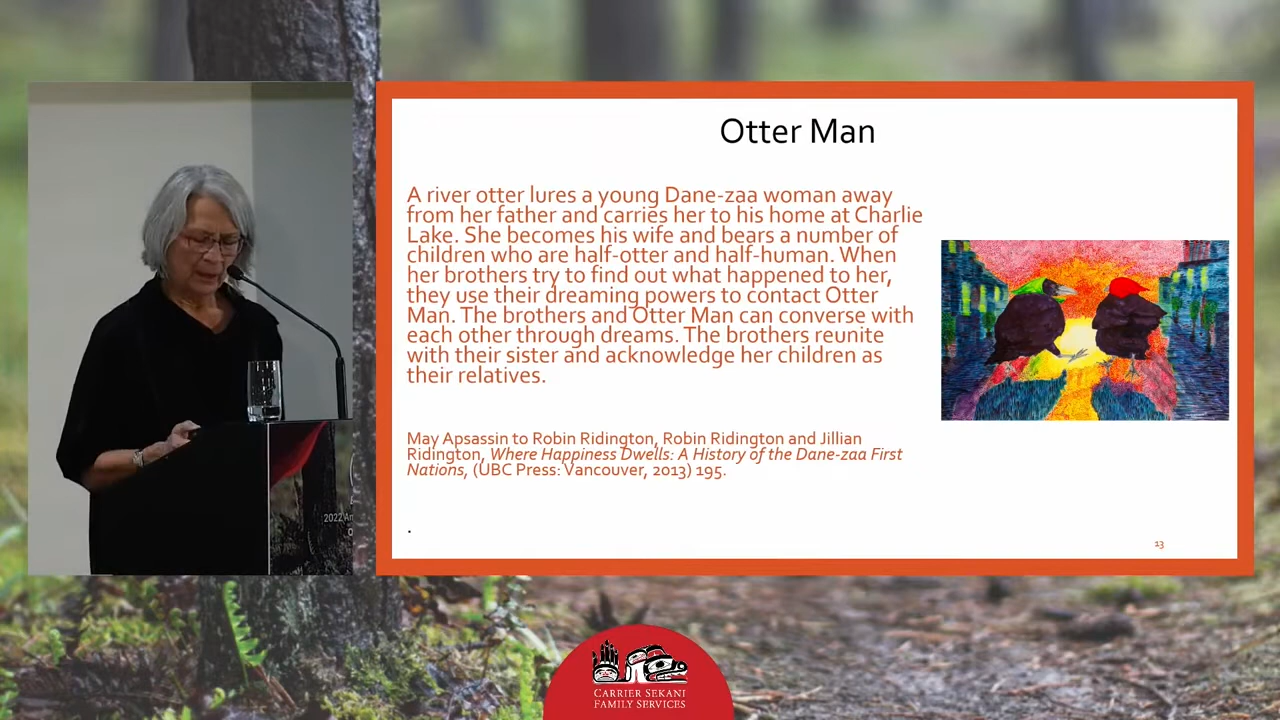 Otter Man
A river otter lures a young Dane-zaa woman away
from her father and carries her to his home at Charlie
Lake. She becomes his wife and bears a number of
children who are half-otter and half-human. When
her brothers try to find out what happened to her,
they use their dreaming powers to contact Otter
Man. The brothers and Otter Man can converse with
each other through dreams. The brothers reunite
with their sister and acknowledge her children as
their relatives.
May Apsassin to Robin Ridington, Robin Ridington and Jillian
Ridington, Where Happiness Dwells: A History of the Dane-zaa First
Nations, (UBC Press: Vancouver, 2013) 195.
.
13
2022
CARRIER SEKANI
FAMILY SERVICES